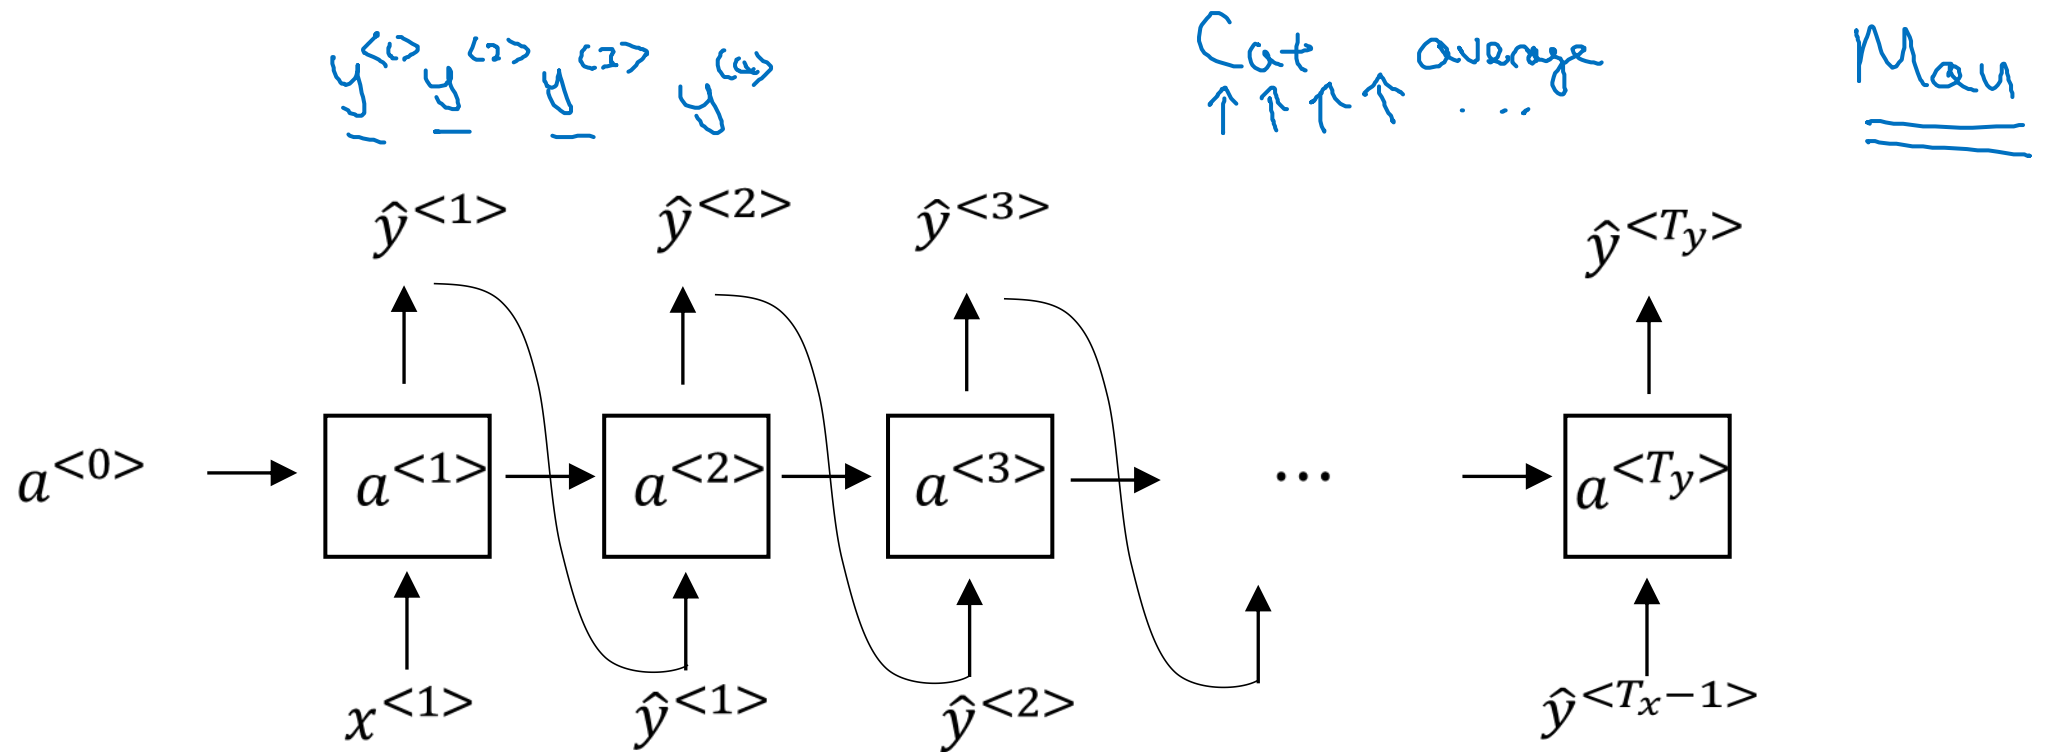 y<1> y<2> y<3> y<4> Cat average Mau
ŷ<1> ŷ<2> ŷ<3> ŷ<Ty>
a<0> a<1> a<2> a<3> ... a<Ty>
x<1> ŷ<1> ŷ<2> ŷ<Tx−1>